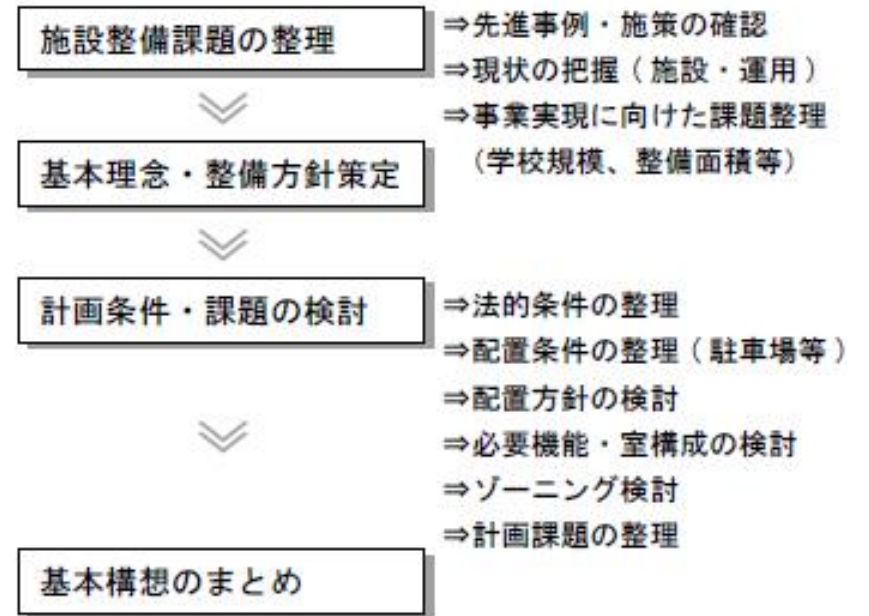 施設整備課題の整理
⇒先進事例・施策の確認
⇒現状の把握(施設・運用)
⇒事業実現に向けた課題整理
(学校規模、整備面積等)
基本理念・整備方針策定
計画条件・課題の検討
⇒法的条件の整理
⇒配置条件の整理(駐車場等)
⇒配置方針の検討
⇒必要機能・室構成の検討
⇒ゾーニング検討
⇒計画課題の整理
基本構想のまとめ